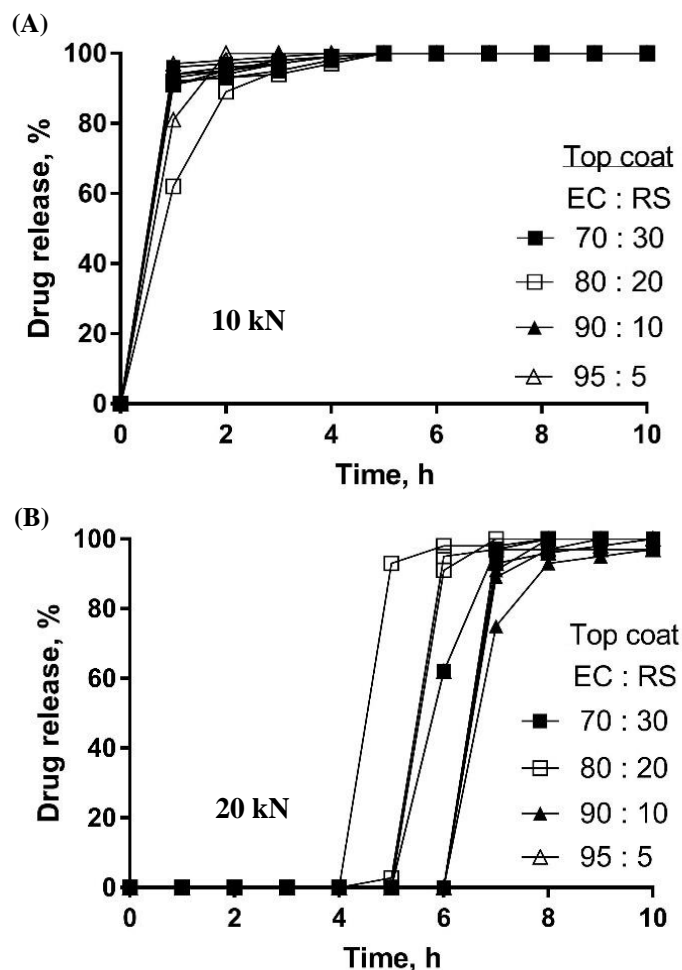 (A)
100
80
60
40
20
0
Drug release, %
0 2 4 6 8 10
Time, h
10 kN
Top coat
EC : RS
70 : 30
80 : 20
90 : 10
95 : 5
(B)
100
80
60
40
20
0
Drug release, %
0 2 4 6 8 10
Time, h
20 kN
Top coat
EC : RS
70 : 30
80 : 20
90 : 10
95 : 5